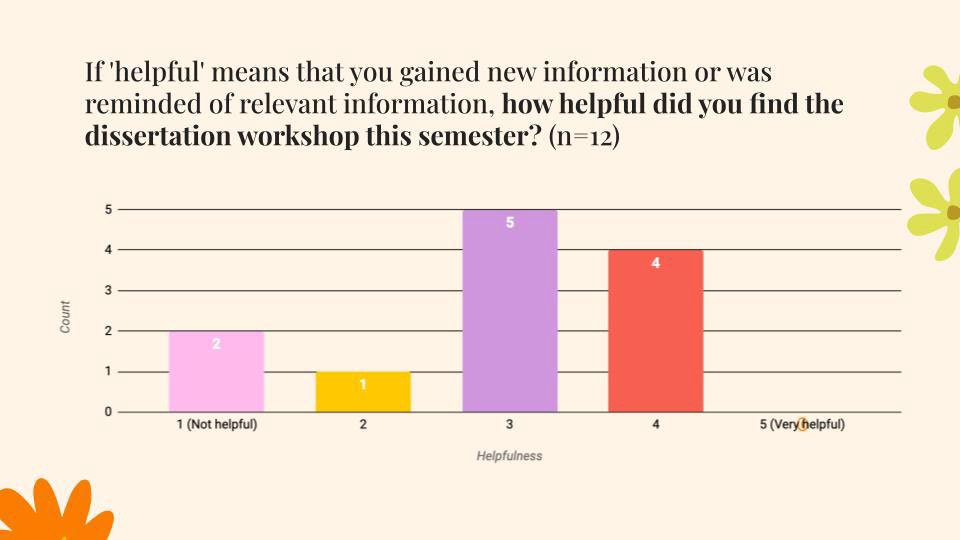 If 'helpful' means that you gained new information or was
reminded of relevant information, how helpful did you find the
dissertation workshop this semester? (n=12)
5
4
3
2
1
0
Count
2
1
5
4
0
1 (Not helpful)
2
3
4
5 (Very helpful)
Helpfulness